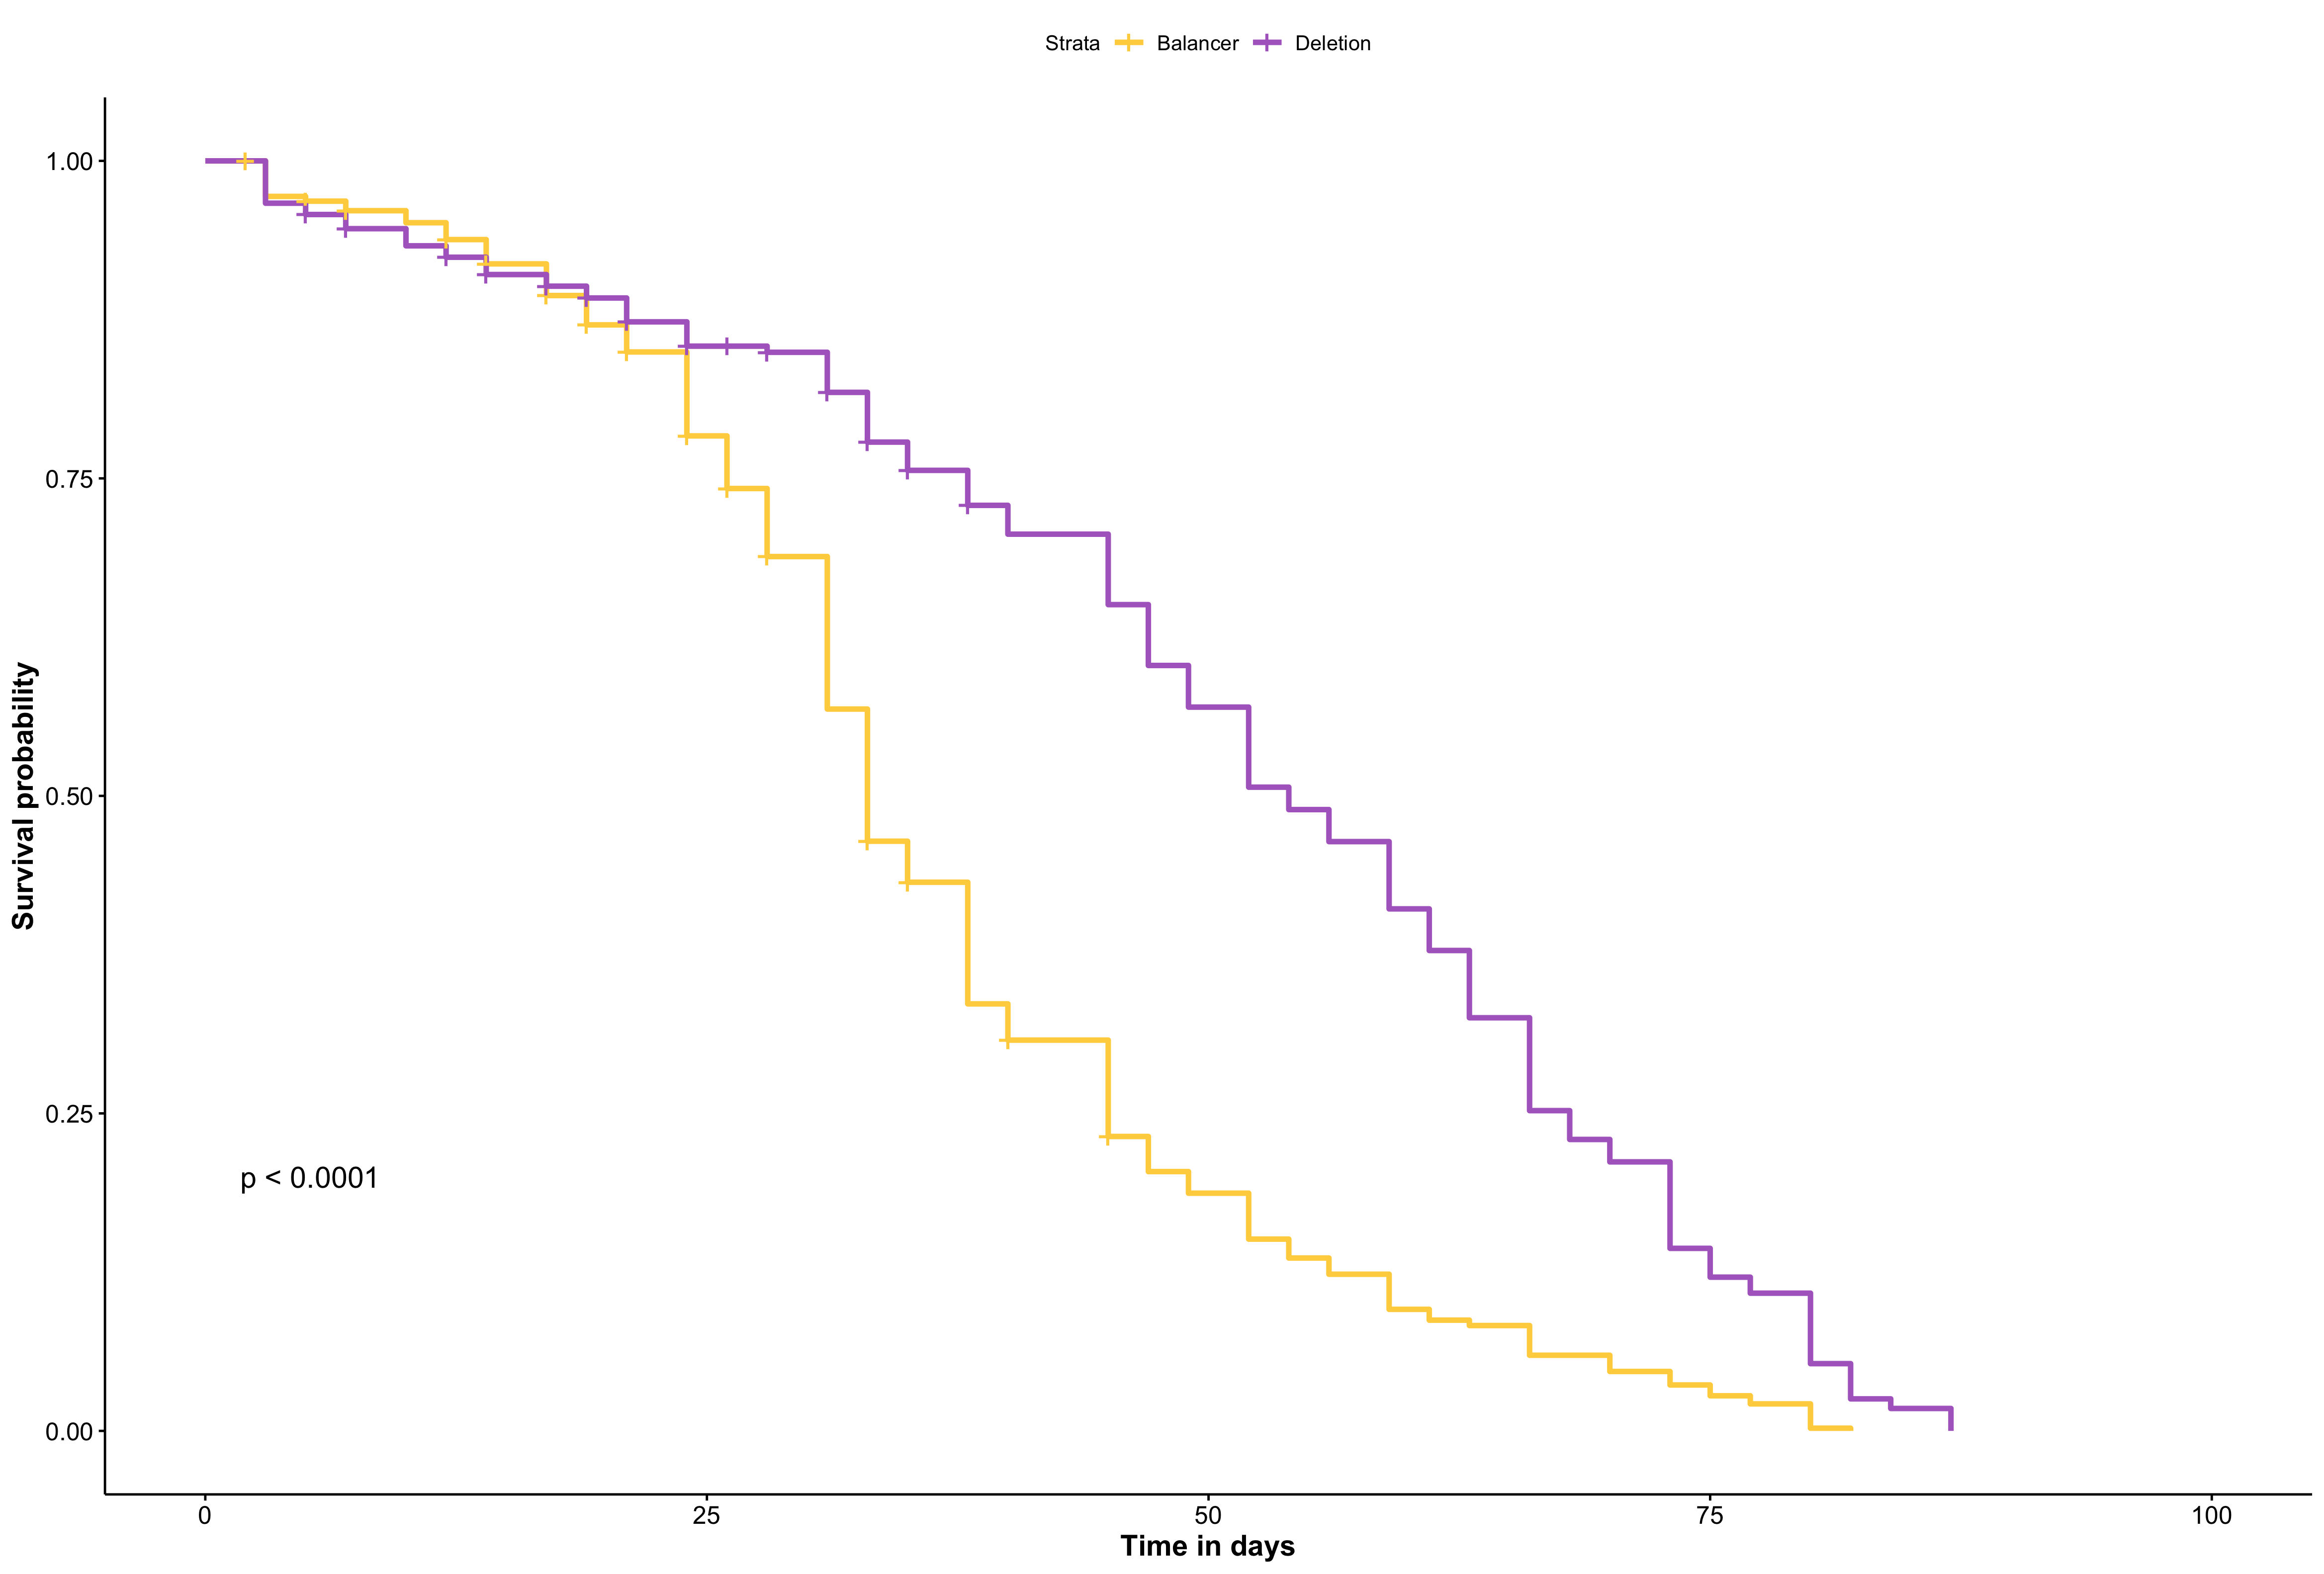 Strata Balancer Deletion
1.00
0.75
0.50
0.25
0.00
Survival probability
p < 0.0001
0 25 50 75 100
Time in days